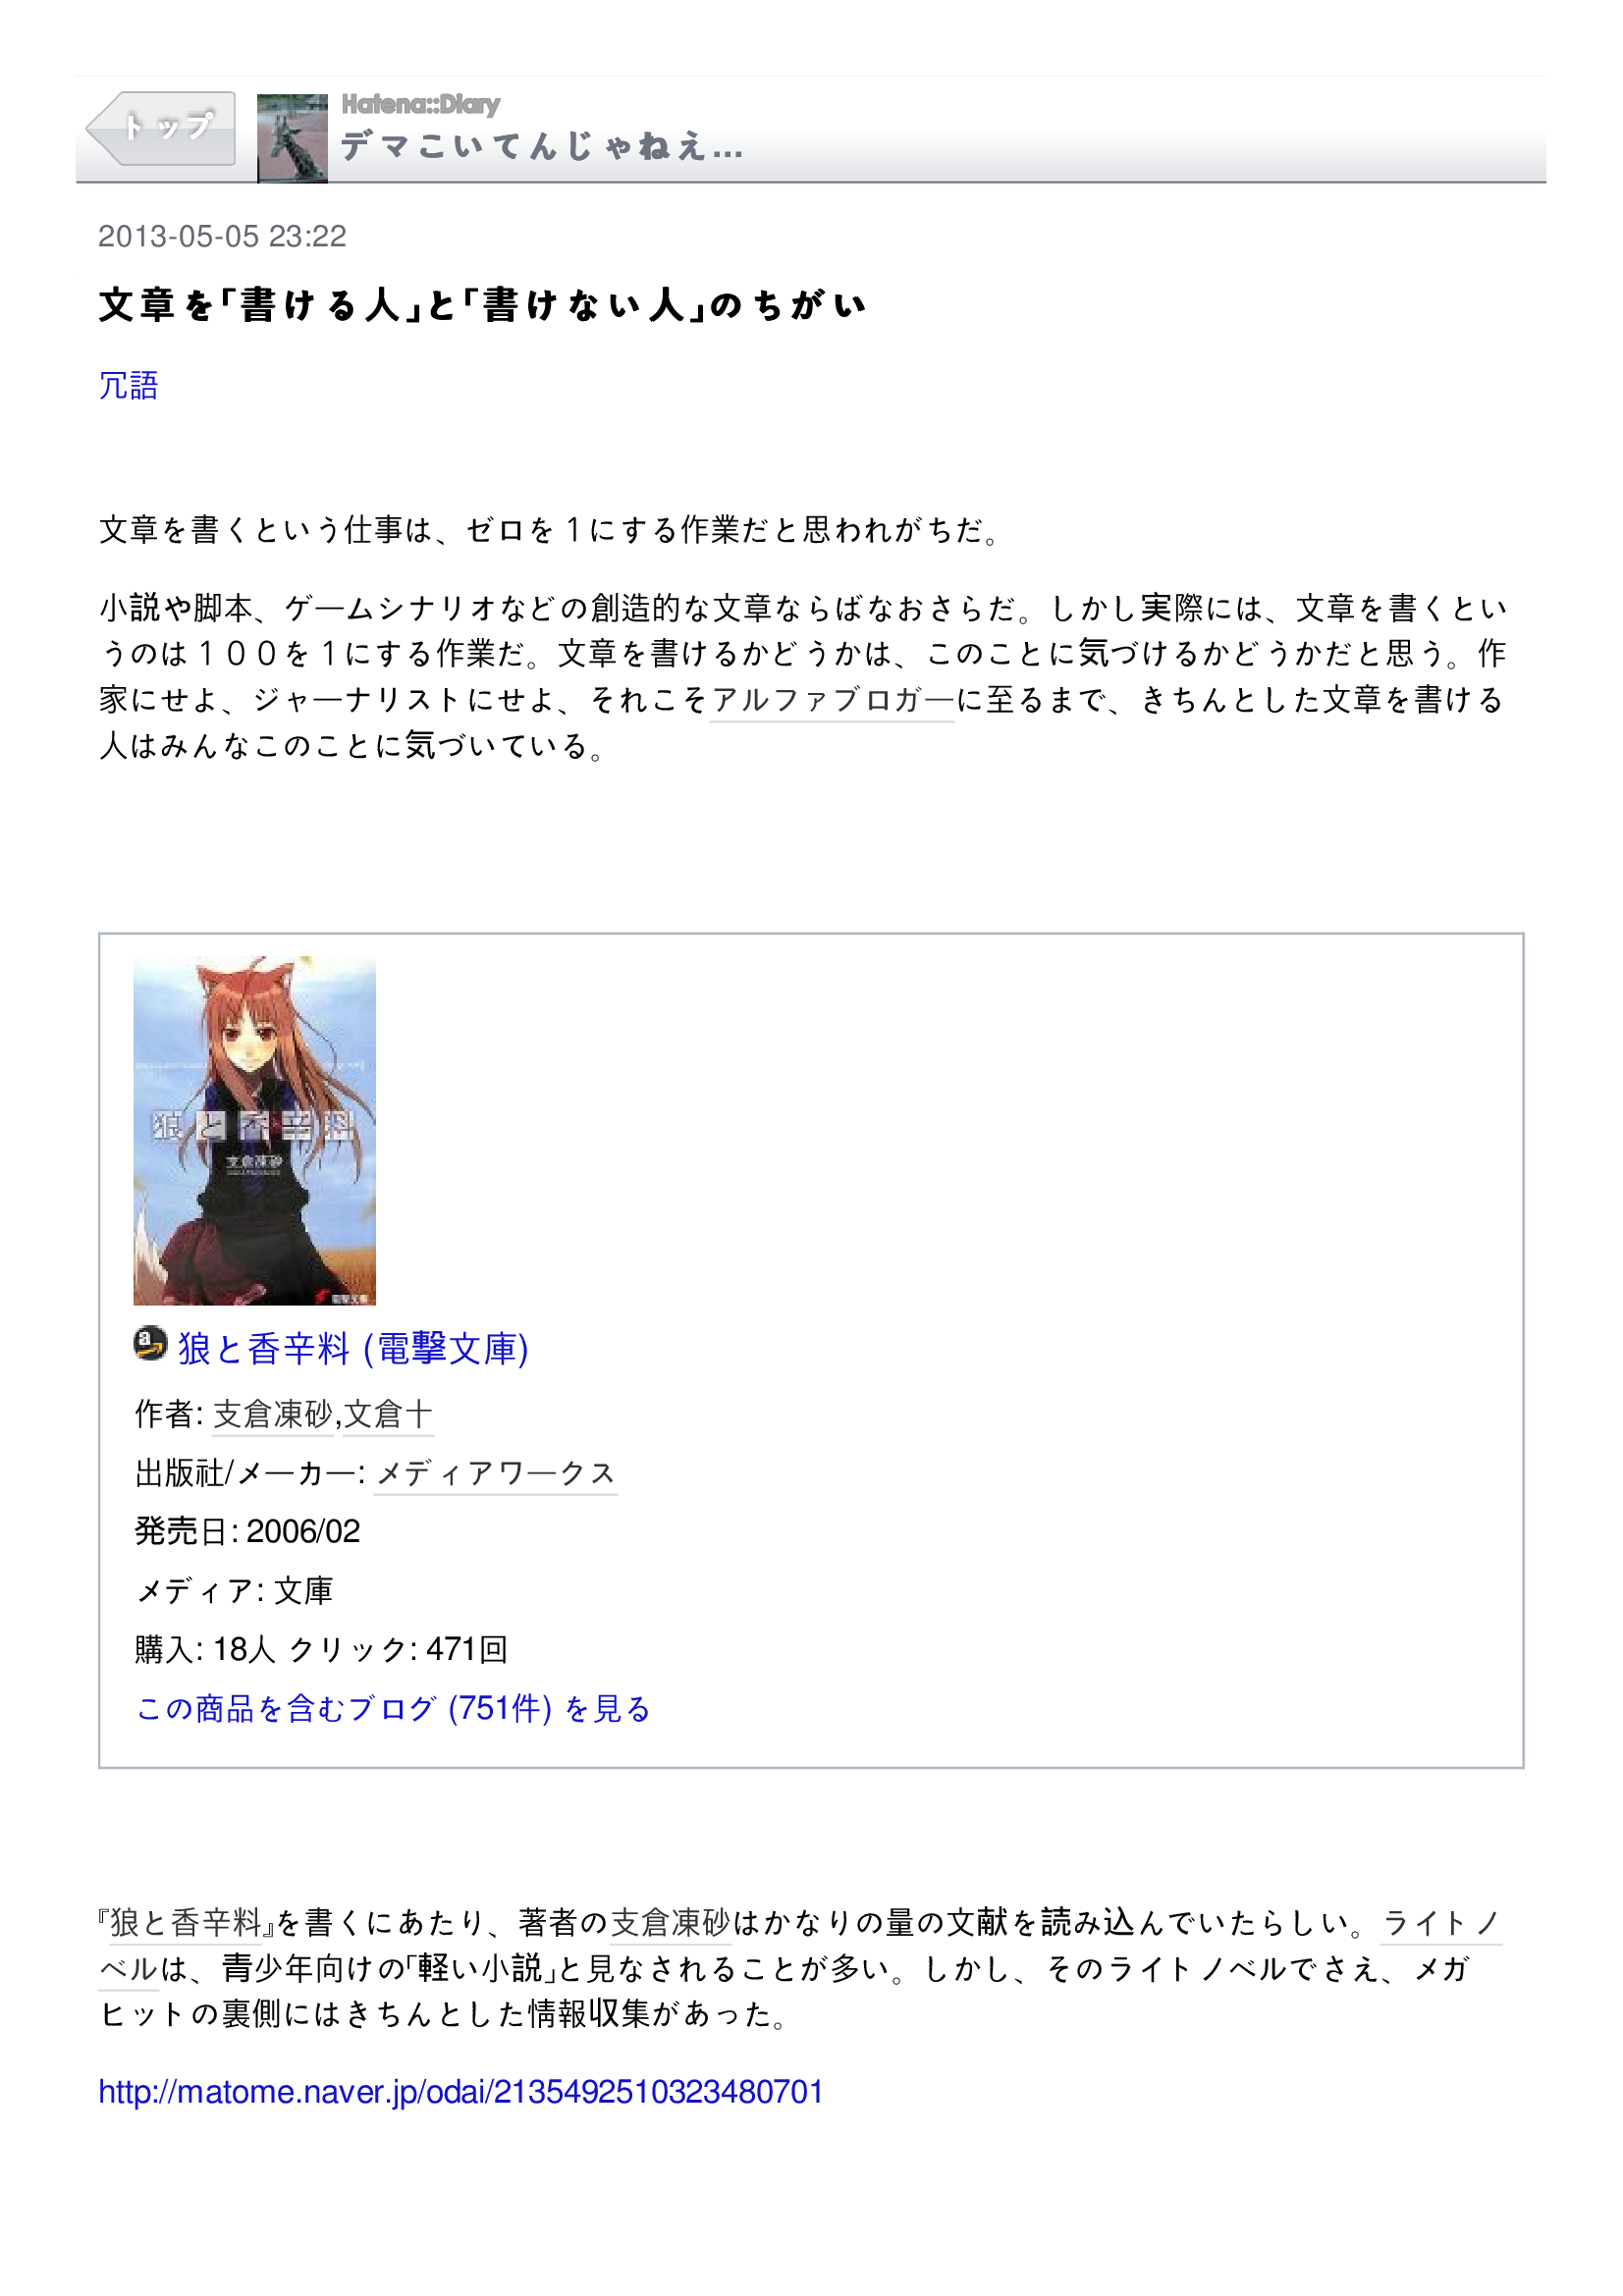 トップ
Hatena::Diary
デマこいてんじゃねえ...
2013-05-05 23:22
文章を「書ける人」と「書けない人」のちがい
冗語
文章を書くという仕事は、ゼロを１にする作業だと思われがちだ。
小説や脚本、ゲームシナリオなどの創造的な文章ならばなおさらだ。しかし実際には、文章を書くとい
うのは１００を１にする作業だ。文章を書けるかどうかは、このことに気づけるかどうかだと思う。作
家にせよ、ジャーナリストにせよ、それこそアルファブロガーに至るまで、きちんとした文章を書ける
人はみんなこのことに気づいている。
狼と香辛料
支倉凍砂
電撃文庫
狼と香辛料 (電撃文庫)
作者: 支倉凍砂,文倉十
出版社/メーカー: メディアワークス
発売日: 2006/02
メディア: 文庫
購入: 18人 クリック: 471回
この商品を含むブログ (751件) を見る
『狼と香辛料』を書くにあたり、著者の支倉凍砂はかなりの量の文献を読み込んでいたらしい。ライトノ
ベルは、青少年向けの「軽い小説」と見なされることが多い。しかし、そのライトノベルでさえ、メガ
ヒットの裏側にはきちんとした情報収集があった。
http://matome.naver.jp/odai/2135492510323480701